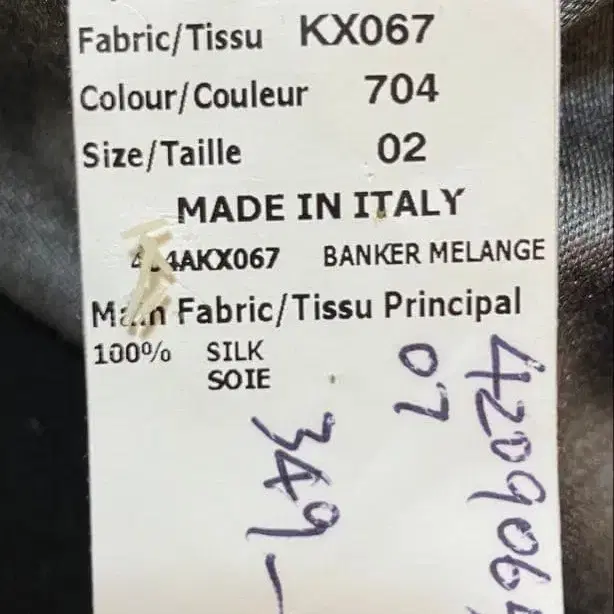 Fabric/Tissu KX067
Colour/Couleur 704
Size/Taille 02
MADE IN ITALY
BANKER MELANGE
Fabric/Tissu Principal
100% SILK
SOIE
07
349-